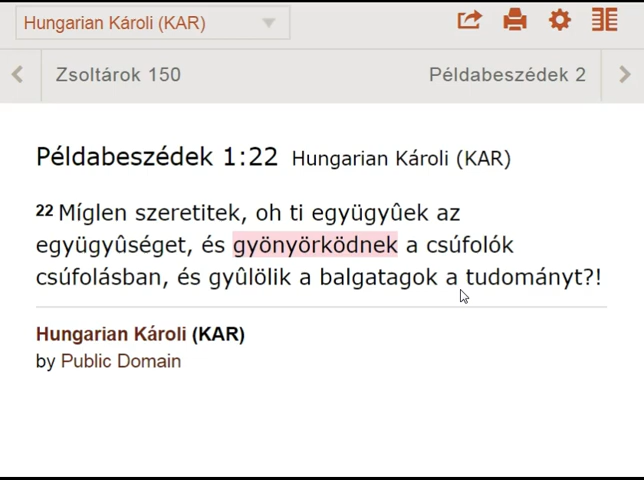 Hungarian Károli (KAR)
Zsoltárok 150
Példabeszédek 2
Példabeszédek 1:22 Hungarian Károli (KAR)
22 Míglen szeretitek, oh ti együgyûek az
együgyûséget, és gyönyörködnek a csúfolók
csúfolásban, és gyûlölik a balgatagok a tudományt?!
Hungarian Károli (KAR)
by Public Domain